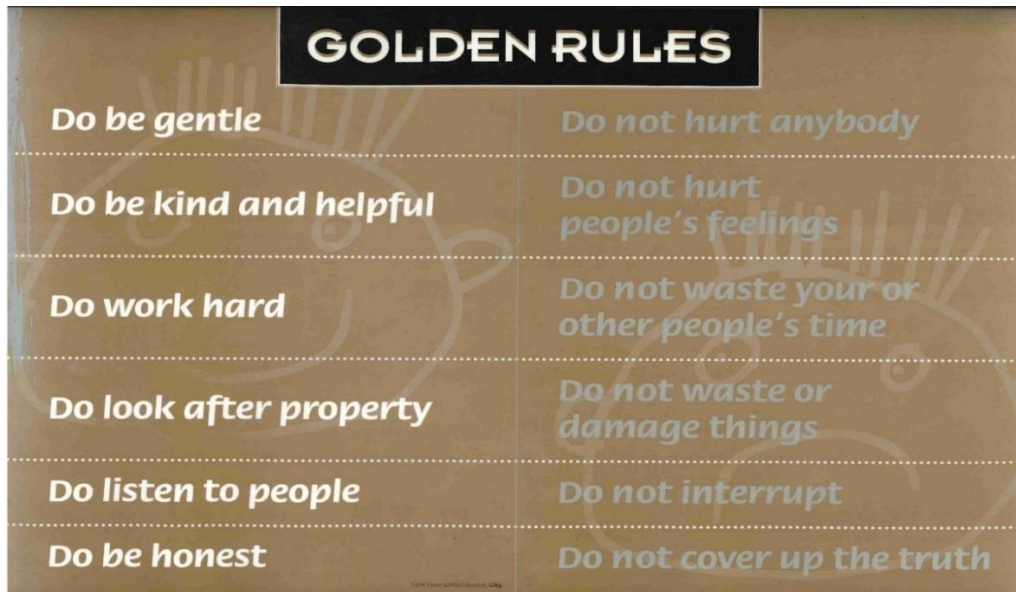 GOLDEN RULES
Do be gentle
Do not hurt anybody
Do be kind and helpful
Do not hurt
people's feelings
Do work hard
Do not waste your or
other people's time
Do look after property
Do not waste or
damage things
Do listen to people
Do not interrupt
Do be honest
Do not cover up the truth